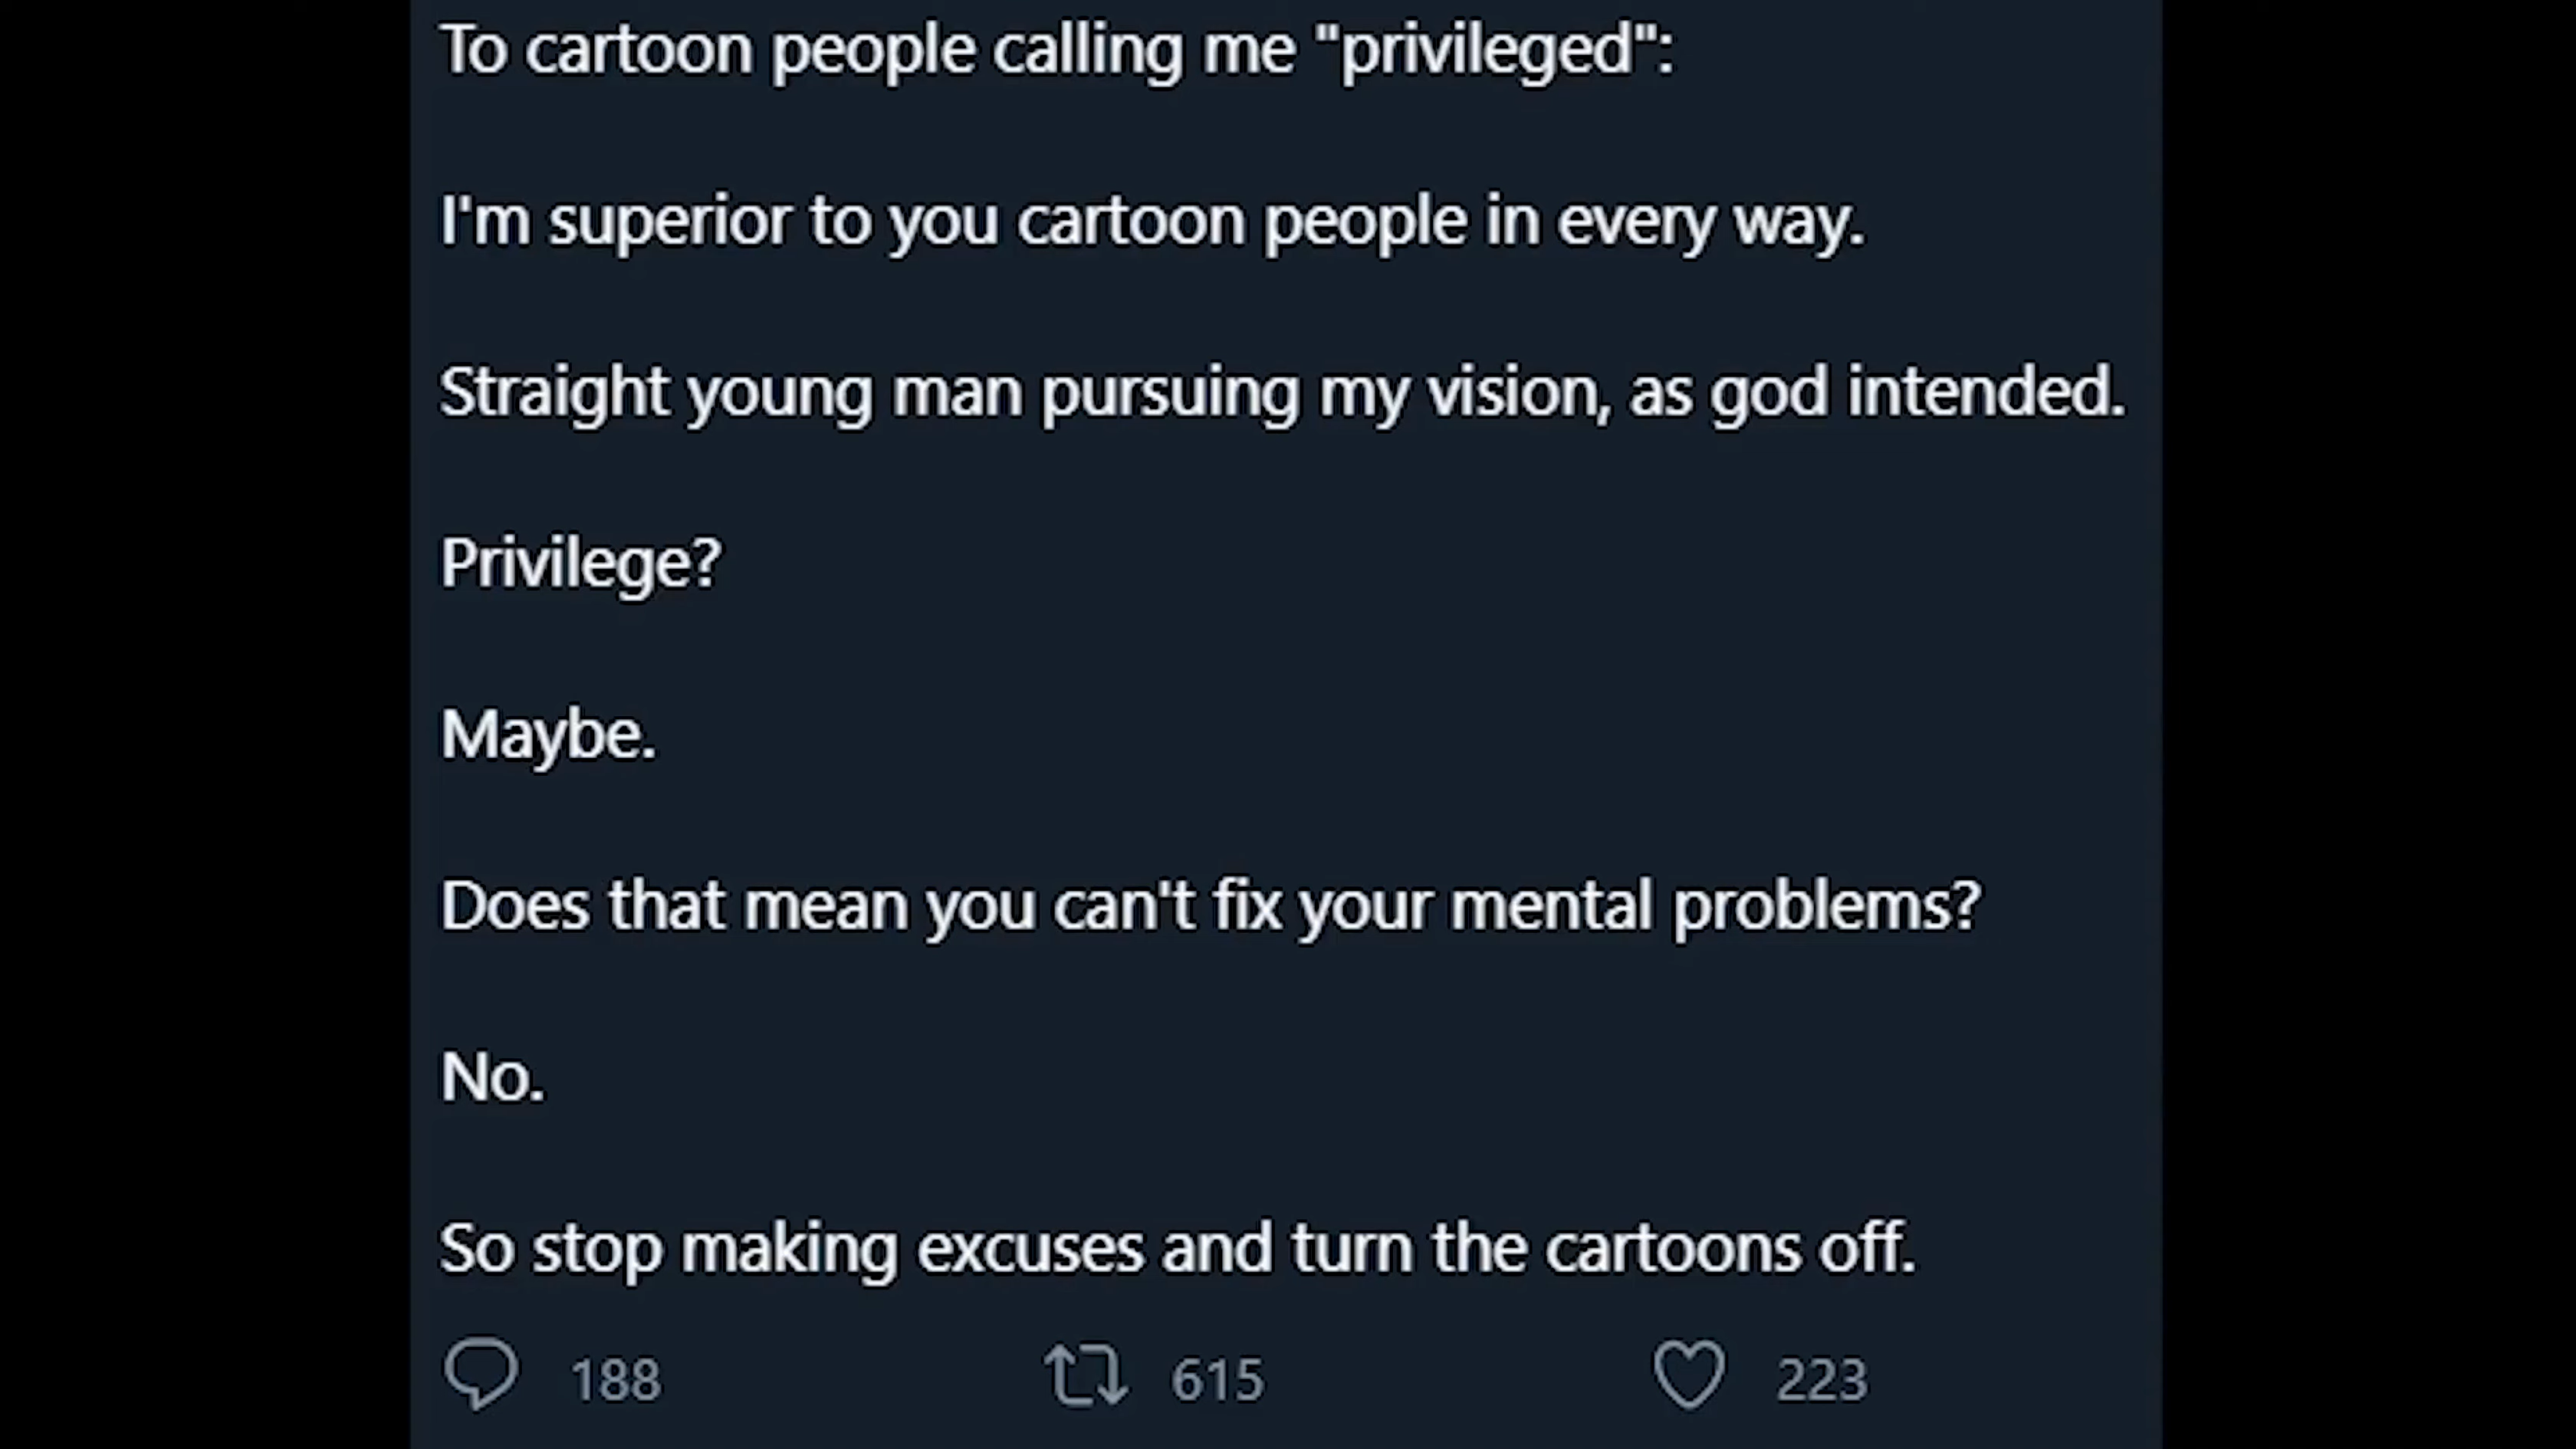 To cartoon people calling me "privileged":
I'm superior to you cartoon people in every way.
Straight young man pursuing my vision, as god intended.
Privilege?
Maybe.
Does that mean you can't fix your mental problems?
No.
So stop making excuses and turn the cartoons off.
188 615 223